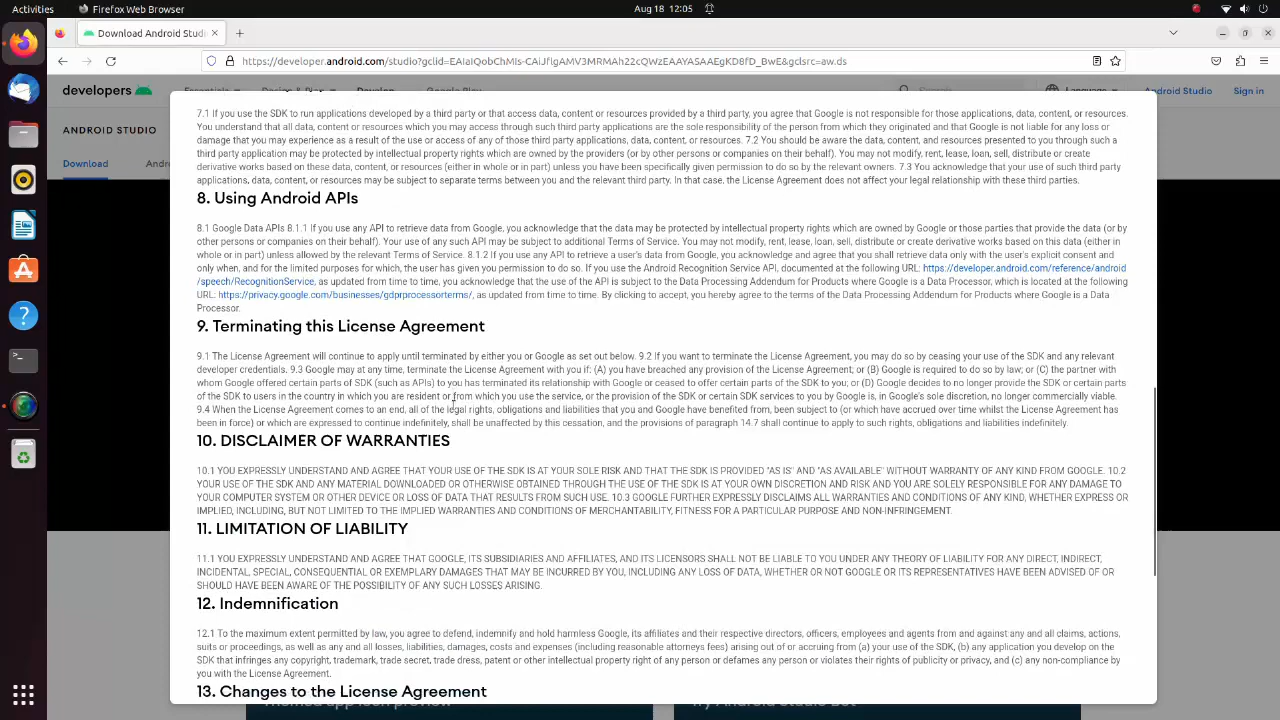 Firefox Web Browser
Aug 18 12:05
Download Android Studi
https://developer.android.com/studio?gclid=EAIaIQobChMIs-CAiJfIgAMV3MRMAh22cQWzEAAYASAAEgKD8fD_BwE&gclsrc=aw.ds
developers
Essentials
Design & Plan
Develop
Google Play
Search
Language
Android Studio
Sign in
ANDROID STUDIO
Download
Andro
7.1 If you use the SDK to run applications developed by a third party or that access data, content or resources provided by a third party, you agree that Google is not responsible for those applications, data, content, or resources.
You understand that all data, content or resources which you may access through such third party applications are the sole responsibility of the person from which they originated and that Google is not liable for any loss or
damage that you may experience as a result of the use or access of any of those third party applications, data, content, or resources. 7.2 You should be aware the data, content, and resources presented to you through such a
third party application may be protected by intellectual property rights which are owned by the providers (or by other persons or companies on their behalf). You may not modify, rent, lease, loan, sell, distribute or create
derivative works based on these data, content, or resources (either in whole or in part) unless you have been specifically given permission to do so by the relevant owners. 7.3 You acknowledge that your use of such third party
applications, data, content, or resources may be subject to separate terms between you and the relevant third party. In that case, the License Agreement does not affect your legal relationship with these third parties.
8. Using Android APIs
8.1 Google Data APIs 8.1.1 If you use any API to retrieve data from Google, you acknowledge that the data may be protected by intellectual property rights which are owned by Google or those parties that provide the data (or by
other persons or companies on their behalf). Your use of any such API may be subject to additional Terms of Service. You may not modify, rent, lease, loan, sell, distribute or create derivative works based on this data (either in
whole or in part) unless allowed by the relevant Terms of Service. 8.1.2 If you use any API to retrieve a user's data from Google, you acknowledge and agree that you shall retrieve data only with the user's explicit consent and
only when, and for the limited purposes for which, the user has given you permission to do so. If you use the Android Recognition Service API, documented at the following URL: https://developer.android.com/reference/android
/speech/RecognitionService, as updated from time to time, you acknowledge that the use of the API is subject to the Data Processing Addendum for Products where Google is a Data Processor, which is located at the following
URL: https://privacy.google.com/businesses/gdprprocessorterms/, as updated from time to time. By clicking to accept, you hereby agree to the terms of the Data Processing Addendum for Products where Google is a Data
Processor.
9. Terminating this License Agreement
9.1 The License Agreement will continue to apply until terminated by either you or Google as set out below. 9.2 If you want to terminate the License Agreement, you may do so by ceasing your use of the SDK and any relevant
developer credentials. 9.3 Google may at any time, terminate the License Agreement with you if: (A) you have breached any provision of the License Agreement; or (B) Google is required to do so by law; or (C) the partner with
whom Google offered certain parts of SDK (such as APIs) to you has terminated its relationship with Google or ceased to offer certain parts of the SDK to you; or (D) Google decides to no longer provide the SDK or certain parts
of the SDK to users in the country in which you are resident or from which you use the service, or the provision of the SDK or certain SDK services to you by Google is, in Google's sole discretion, no longer commercially viable.
9.4 When the License Agreement comes to an end, all of the legal rights, obligations and liabilities that you and Google have benefited from, been subject to (or which have accrued over time whilst the License Agreement has
been in force) or which are expressed to continue indefinitely, shall be unaffected by this cessation, and the provisions of paragraph 14.7 shall continue to apply to such rights, obligations and liabilities indefinitely.
10. DISCLAIMER OF WARRANTIES
10.1 YOU EXPRESSLY UNDERSTAND AND AGREE THAT YOUR USE OF THE SDK IS AT YOUR SOLE RISK AND THAT THE SDK IS PROVIDED "AS IS" AND "AS AVAILABLE" WITHOUT WARRANTY OF ANY KIND FROM GOOGLE. 10.2
YOUR USE OF THE SDK AND ANY MATERIAL DOWNLOADED OR OTHERWISE OBTAINED THROUGH THE USE OF THE SDK IS AT YOUR OWN DISCRETION AND RISK AND YOU ARE SOLELY RESPONSIBLE FOR ANY DAMAGE TO
YOUR COMPUTER SYSTEM OR OTHER DEVICE OR LOSS OF DATA THAT RESULTS FROM SUCH USE. 10.3 GOOGLE FURTHER EXPRESSLY DISCLAIMS ALL WARRANTIES AND CONDITIONS OF ANY KIND, WHETHER EXPRESS OR
IMPLIED, INCLUDING, BUT NOT LIMITED TO THE IMPLIED WARRANTIES AND CONDITIONS OF MERCHANTABILITY, FITNESS FOR A PARTICULAR PURPOSE AND NON-INFRINGEMENT.
11. LIMITATION OF LIABILITY
11.1 YOU EXPRESSLY UNDERSTAND AND AGREE THAT GOOGLE, ITS SUBSIDIARIES AND AFFILIATES, AND ITS LICENSORS SHALL NOT BE LIABLE TO YOU UNDER ANY THEORY OF LIABILITY FOR ANY DIRECT, INDIRECT,
INCIDENTAL, SPECIAL, CONSEQUENTIAL OR EXEMPLARY DAMAGES THAT MAY BE INCURRED BY YOU, INCLUDING ANY LOSS OF DATA, WHETHER OR NOT GOOGLE OR ITS REPRESENTATIVES HAVE BEEN ADVISED OF OR
SHOULD HAVE BEEN AWARE OF THE POSSIBILITY OF ANY SUCH LOSSES ARISING.
12. Indemnification
12.1 To the maximum extent permitted by law, you agree to defend, indemnify and hold harmless Google, its affiliates and their respective directors, officers, employees and agents from and against any and all claims, actions,
suits or proceedings, as well as any and all losses, liabilities, damages, costs and expenses (including reasonable attorneys fees) arising out of or accruing from (a) your use of the SDK, (b) any application you develop on the
SDK that infringes any copyright, trademark, trade secret, trade dress, patent or other intellectual property right of any person or defames any person or violates their rights of publicity or privacy, and (c) any non-compliance by
you with the License Agreement.
13. Changes to the License Agreement
Themed app icon preview
Try Android Studio Bot